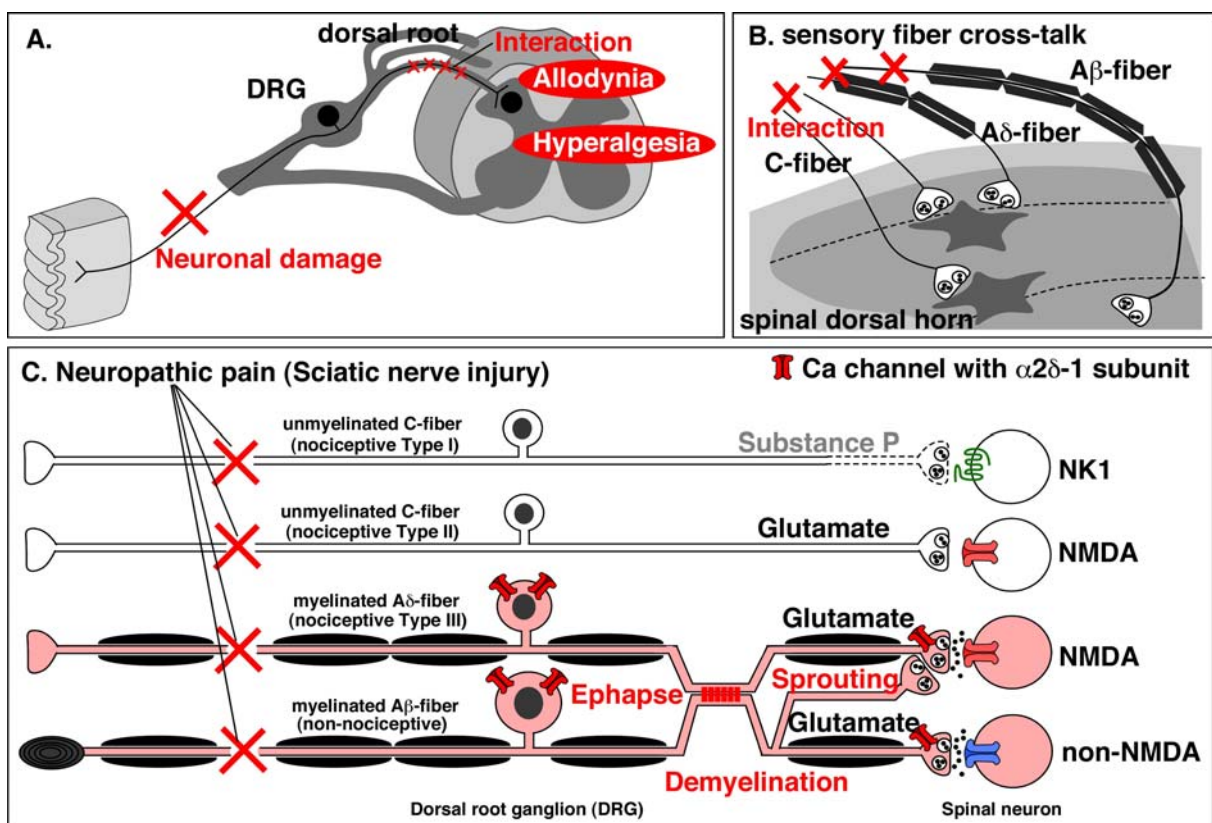 A.
dorsal root
Interaction
Allodynia
DRG
Hyperalgesia
Neuronal damage
B. sensory fiber cross-talk
Aβ-fiber
Interaction
Aδ-fiber
C-fiber
spinal dorsal horn
C. Neuropathic pain (Sciatic nerve injury)
Ca channel with α2δ-1 subunit
unmyelinated C-fiber
(nociceptive Type I)
Substance P
NK1
unmyelinated C-fiber
(nociceptive Type II)
Glutamate
NMDA
myelinated Aδ-fiber
(nociceptive Type III)
Glutamate
NMDA
Ephapse
Sprouting
myelinated Aβ-fiber
(non-nociceptive)
Glutamate
non-NMDA
Demyelination
Dorsal root ganglion (DRG)
Spinal neuron